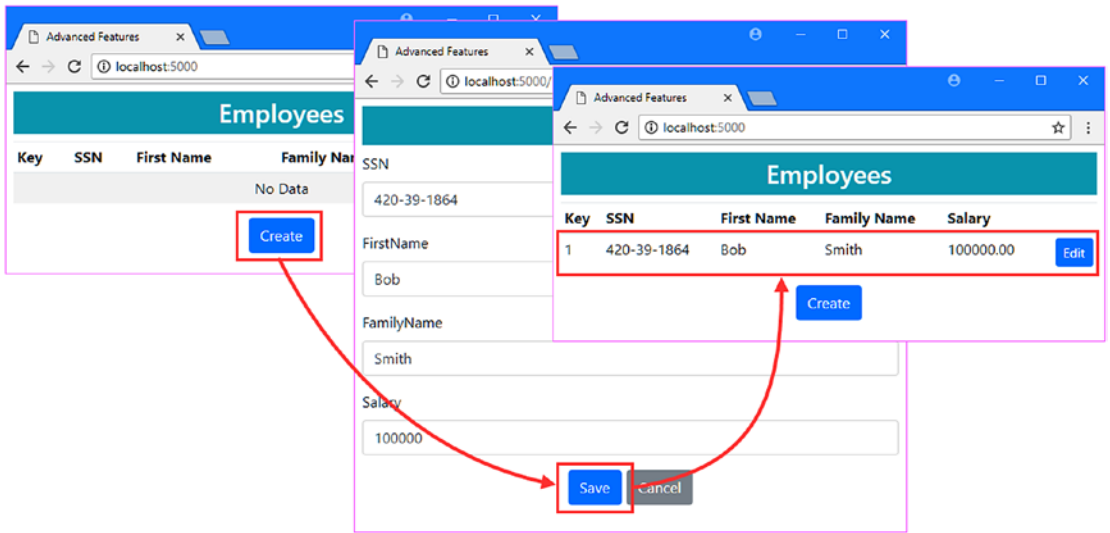 Advanced Features
localhost:5000
Employees
Key SSN First Name Family Nar
No Data
Create
Advanced Features
localhost:5000/
SSN
420-39-1864
FirstName
Bob
FamilyName
Smith
Salary
100000
Save Cancel
Advanced Features
localhost:5000
Employees
Key SSN First Name Family Name Salary
1 420-39-1864 Bob Smith 100000.00 Edit
Create